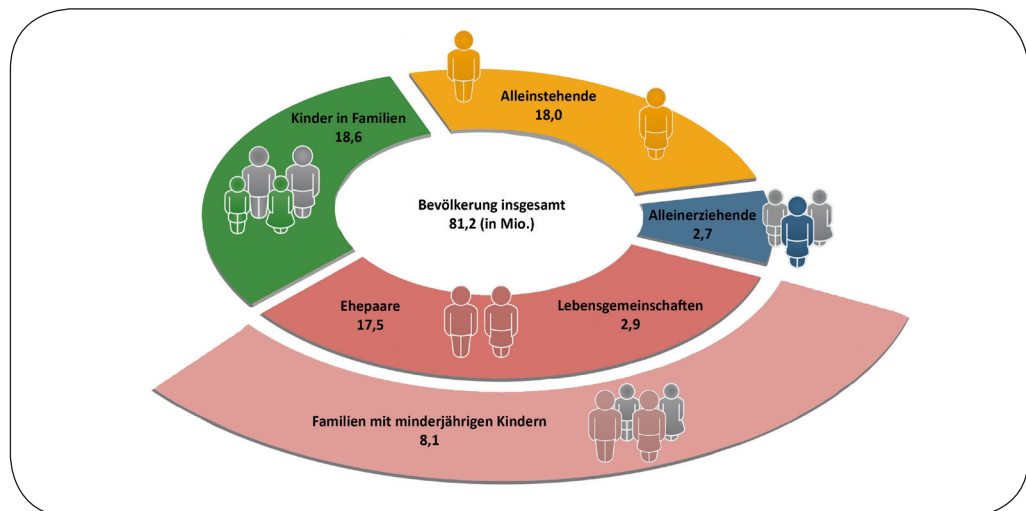 Alleinstehende
18,0
Kinder in Familien
18,6
Bevölkerung insgesamt
81,2 (in Mio.)
Alleinerziehende
2,7
Ehepaare
17,5
Lebensgemeinschaften
2,9
Familien mit minderjährigen Kindern
8,1